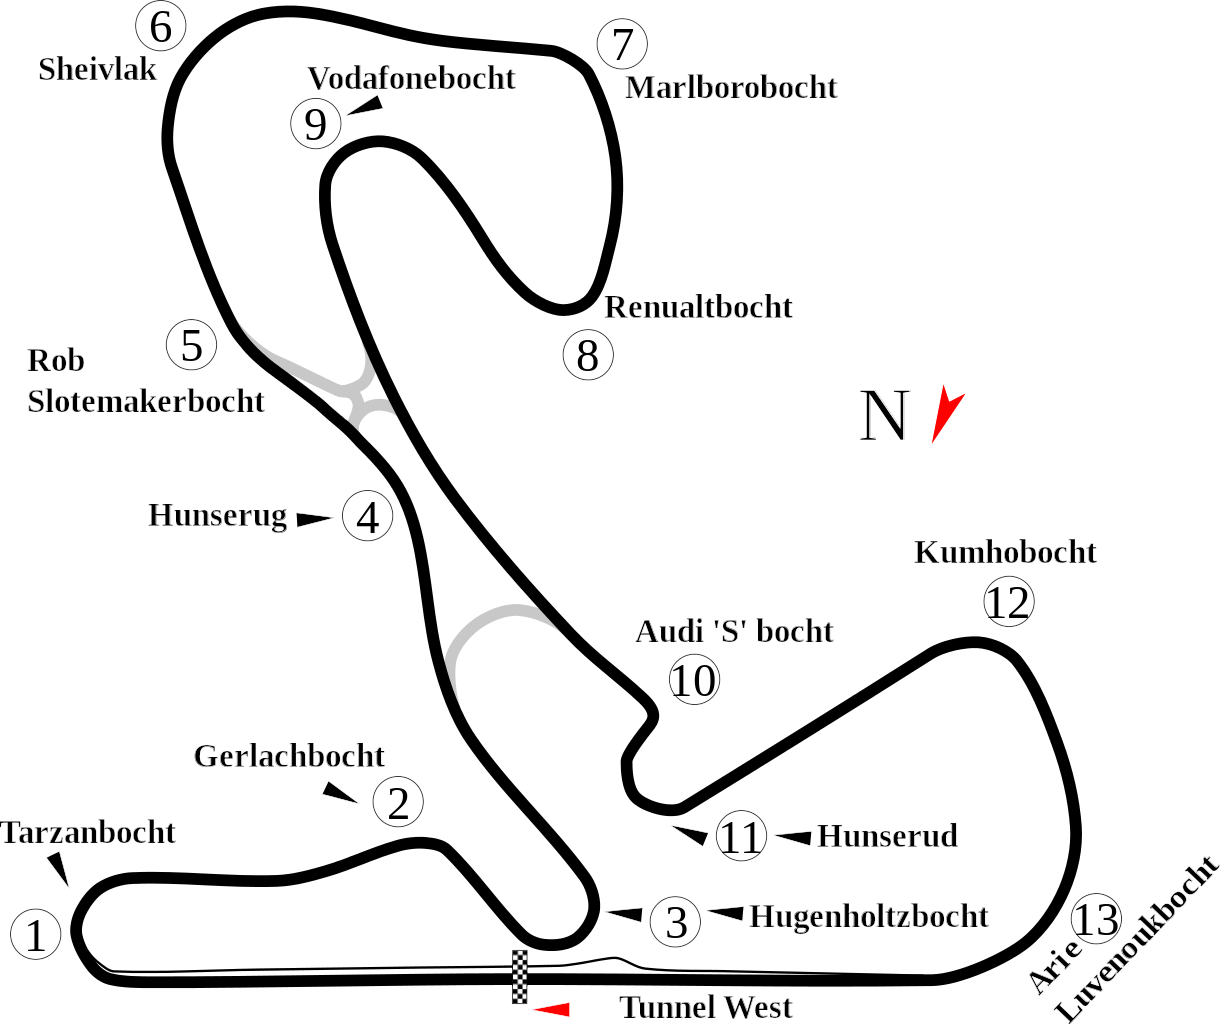 6
Sheivlak
7
Vodafonebocht
Marlborobocht
9
Renualtbocht
8
5
Rob
Slotemakerbocht
N
Hunserug
4
Kumhobocht
12
Audi 'S' bocht
10
Gerlachbocht
2
Tarzanbocht
11
Hunserud
1
3
Hugenholtzbocht
13
Arie
Luvenoukbocht
Tunnel West